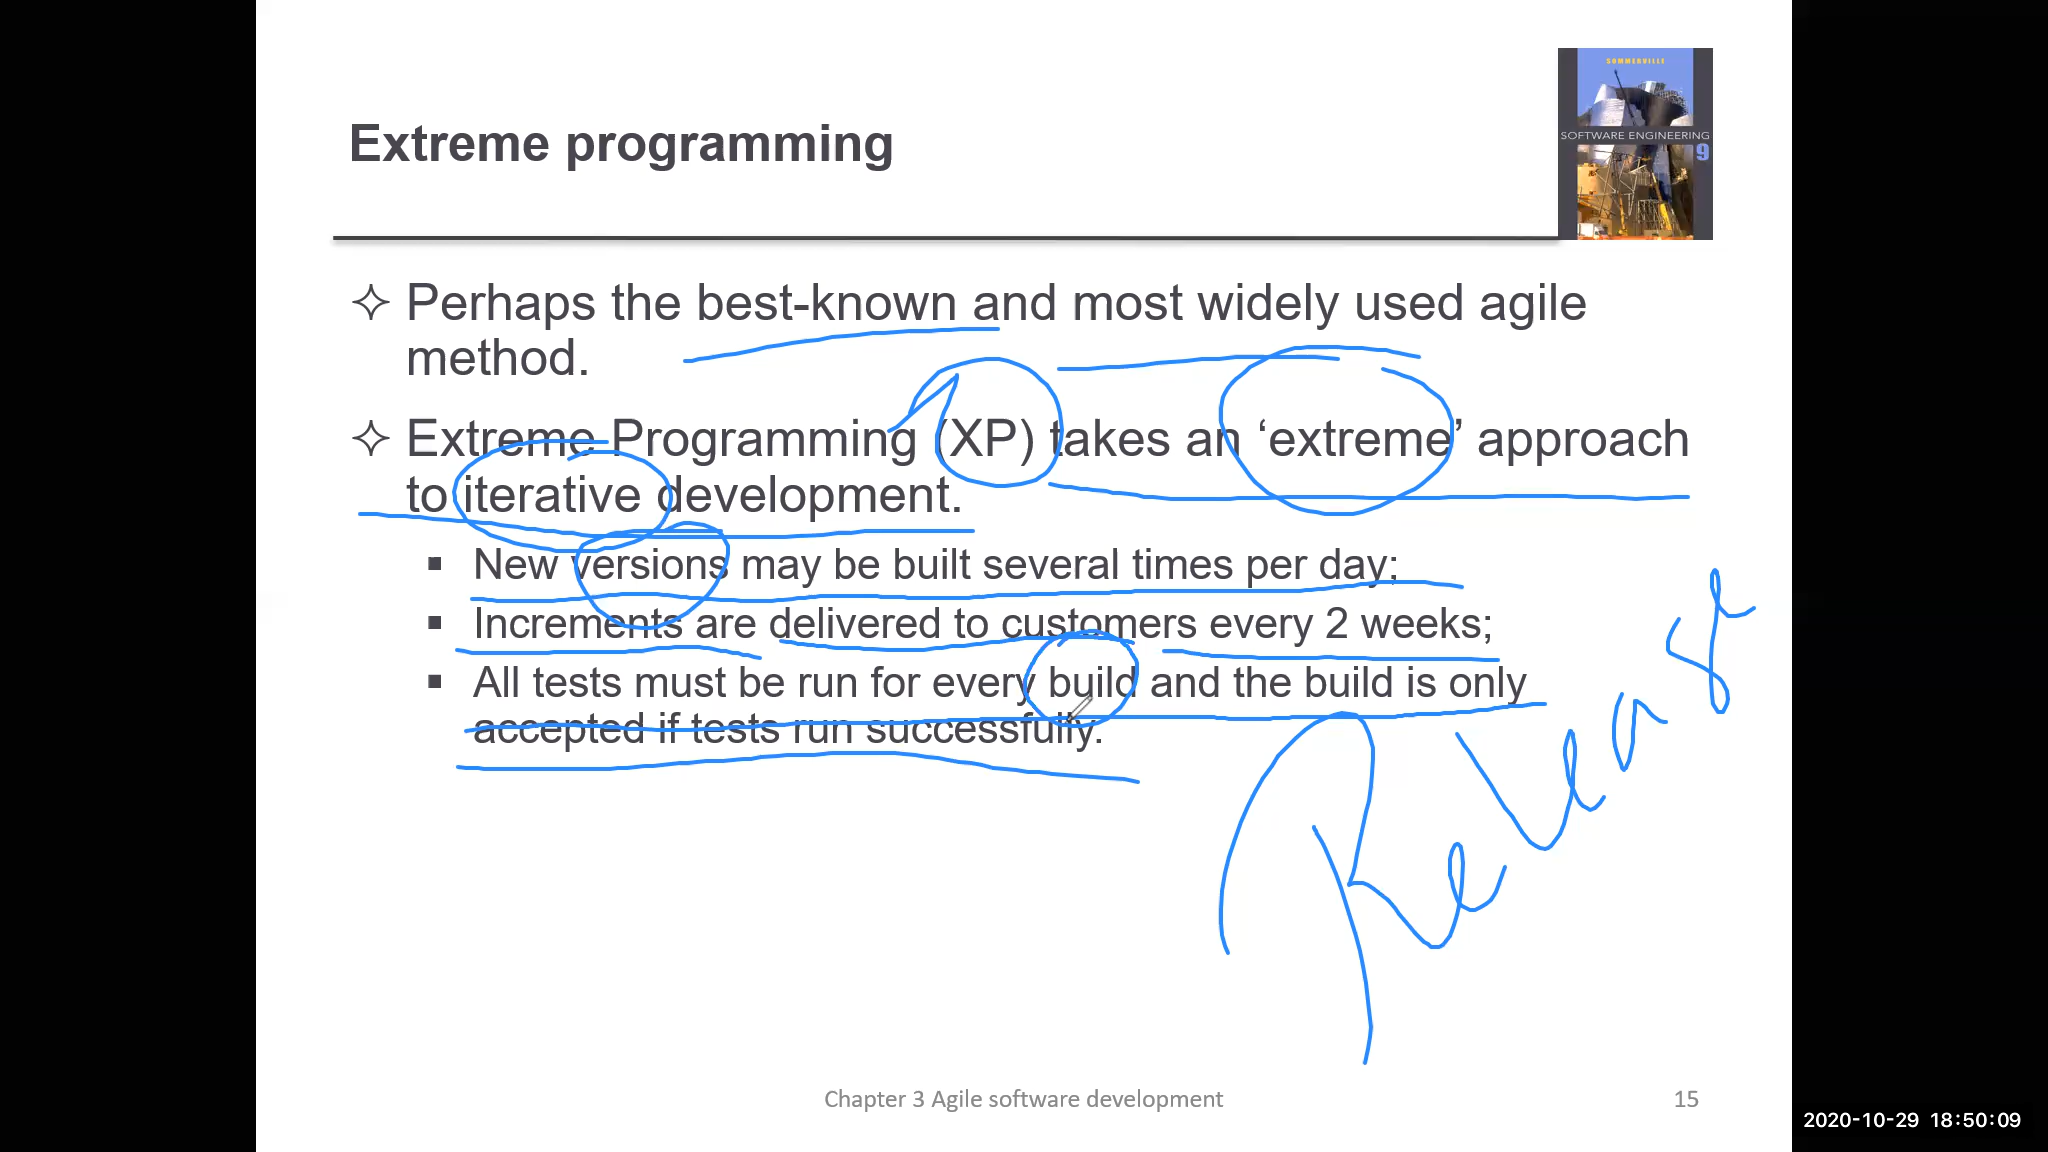 SOMMERVILLE
SOFTWARE ENGINEERING
9
Extreme programming
✧ Perhaps the best-known and most widely used agile
method.
✧ Extreme Programming (XP) takes an ‘extreme’ approach
to iterative development.
▪ New versions may be built several times per day;
▪ Increments are delivered to customers every 2 weeks;
▪ All tests must be run for every build and the build is only
accepted if tests run successfully.
Release
Chapter 3 Agile software development
15
2020-10-29 18:50:09